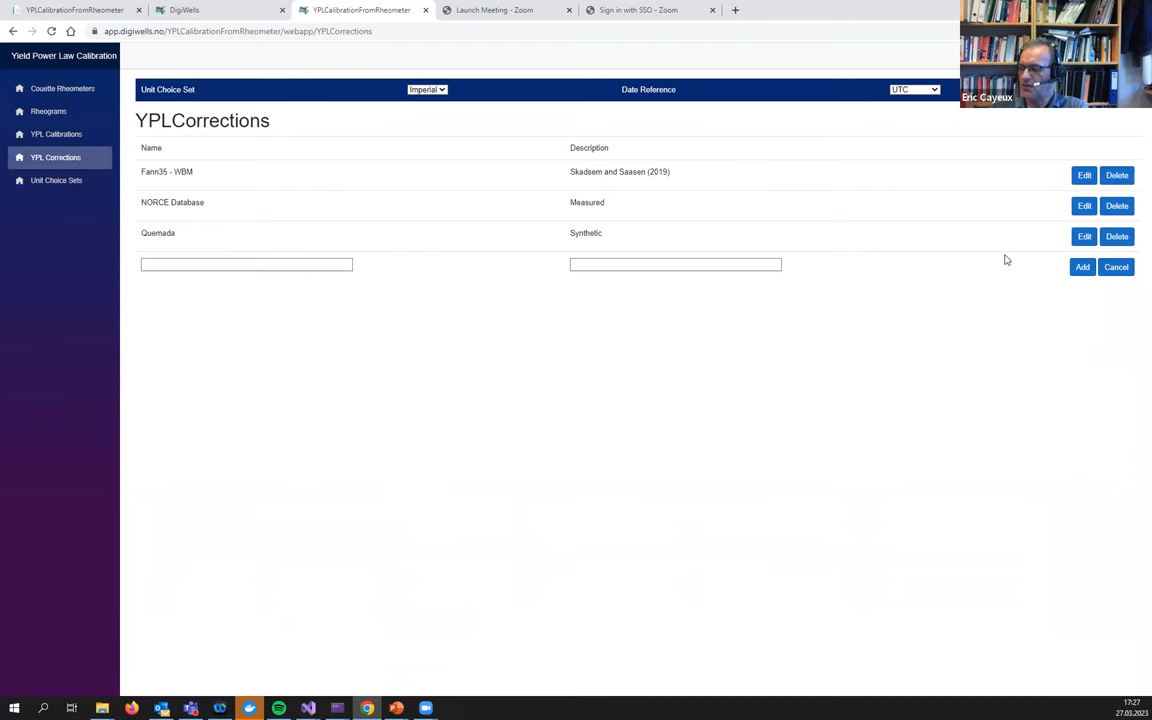 YPLCalibrationFromRheometer
DigiWells
YPLCalibrationFromRheometer
Launch Meeting - Zoom
Sign in with SSO - Zoom
app.digiwells.no/YPLCalibrationFromRheometer/webapp/YPLCorrections
Eric Cayeux
Yield Power Law Calibration
Couette Rheometers
Rheograms
YPL Calibrations
YPL Corrections
Unit Choice Sets
Unit Choice Set Imperial Date Reference UTC
YPLCorrections
Name Description
Fann35 - WBM Skadsem and Saasen (2019) Edit Delete
NORCE Database Measured Edit Delete
Quemada Synthetic Edit Delete
Add Cancel
17:27
27.03.2023